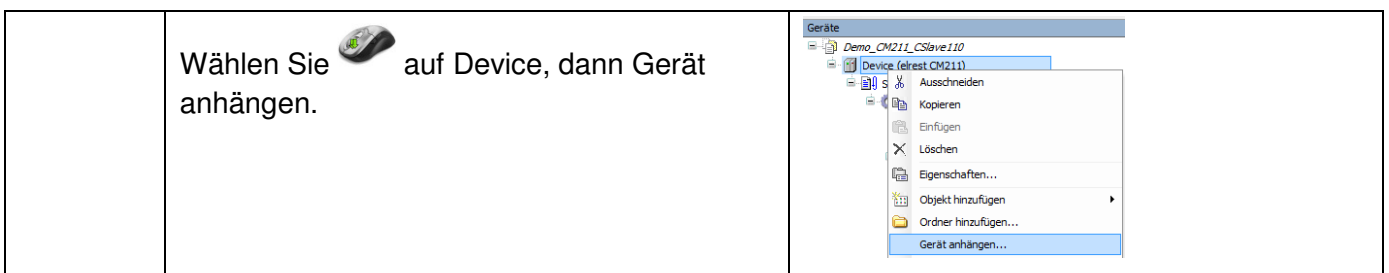 Wählen Sie auf Device, dann Gerät
anhängen.
Geräte
Demo_CM211_CSlave110
Device (elrest CM211)
S
Ausschneiden
Kopieren
Einfügen
Löschen
Eigenschaften...
Objekt hinzufügen
Ordner hinzufügen...
Gerät anhängen...